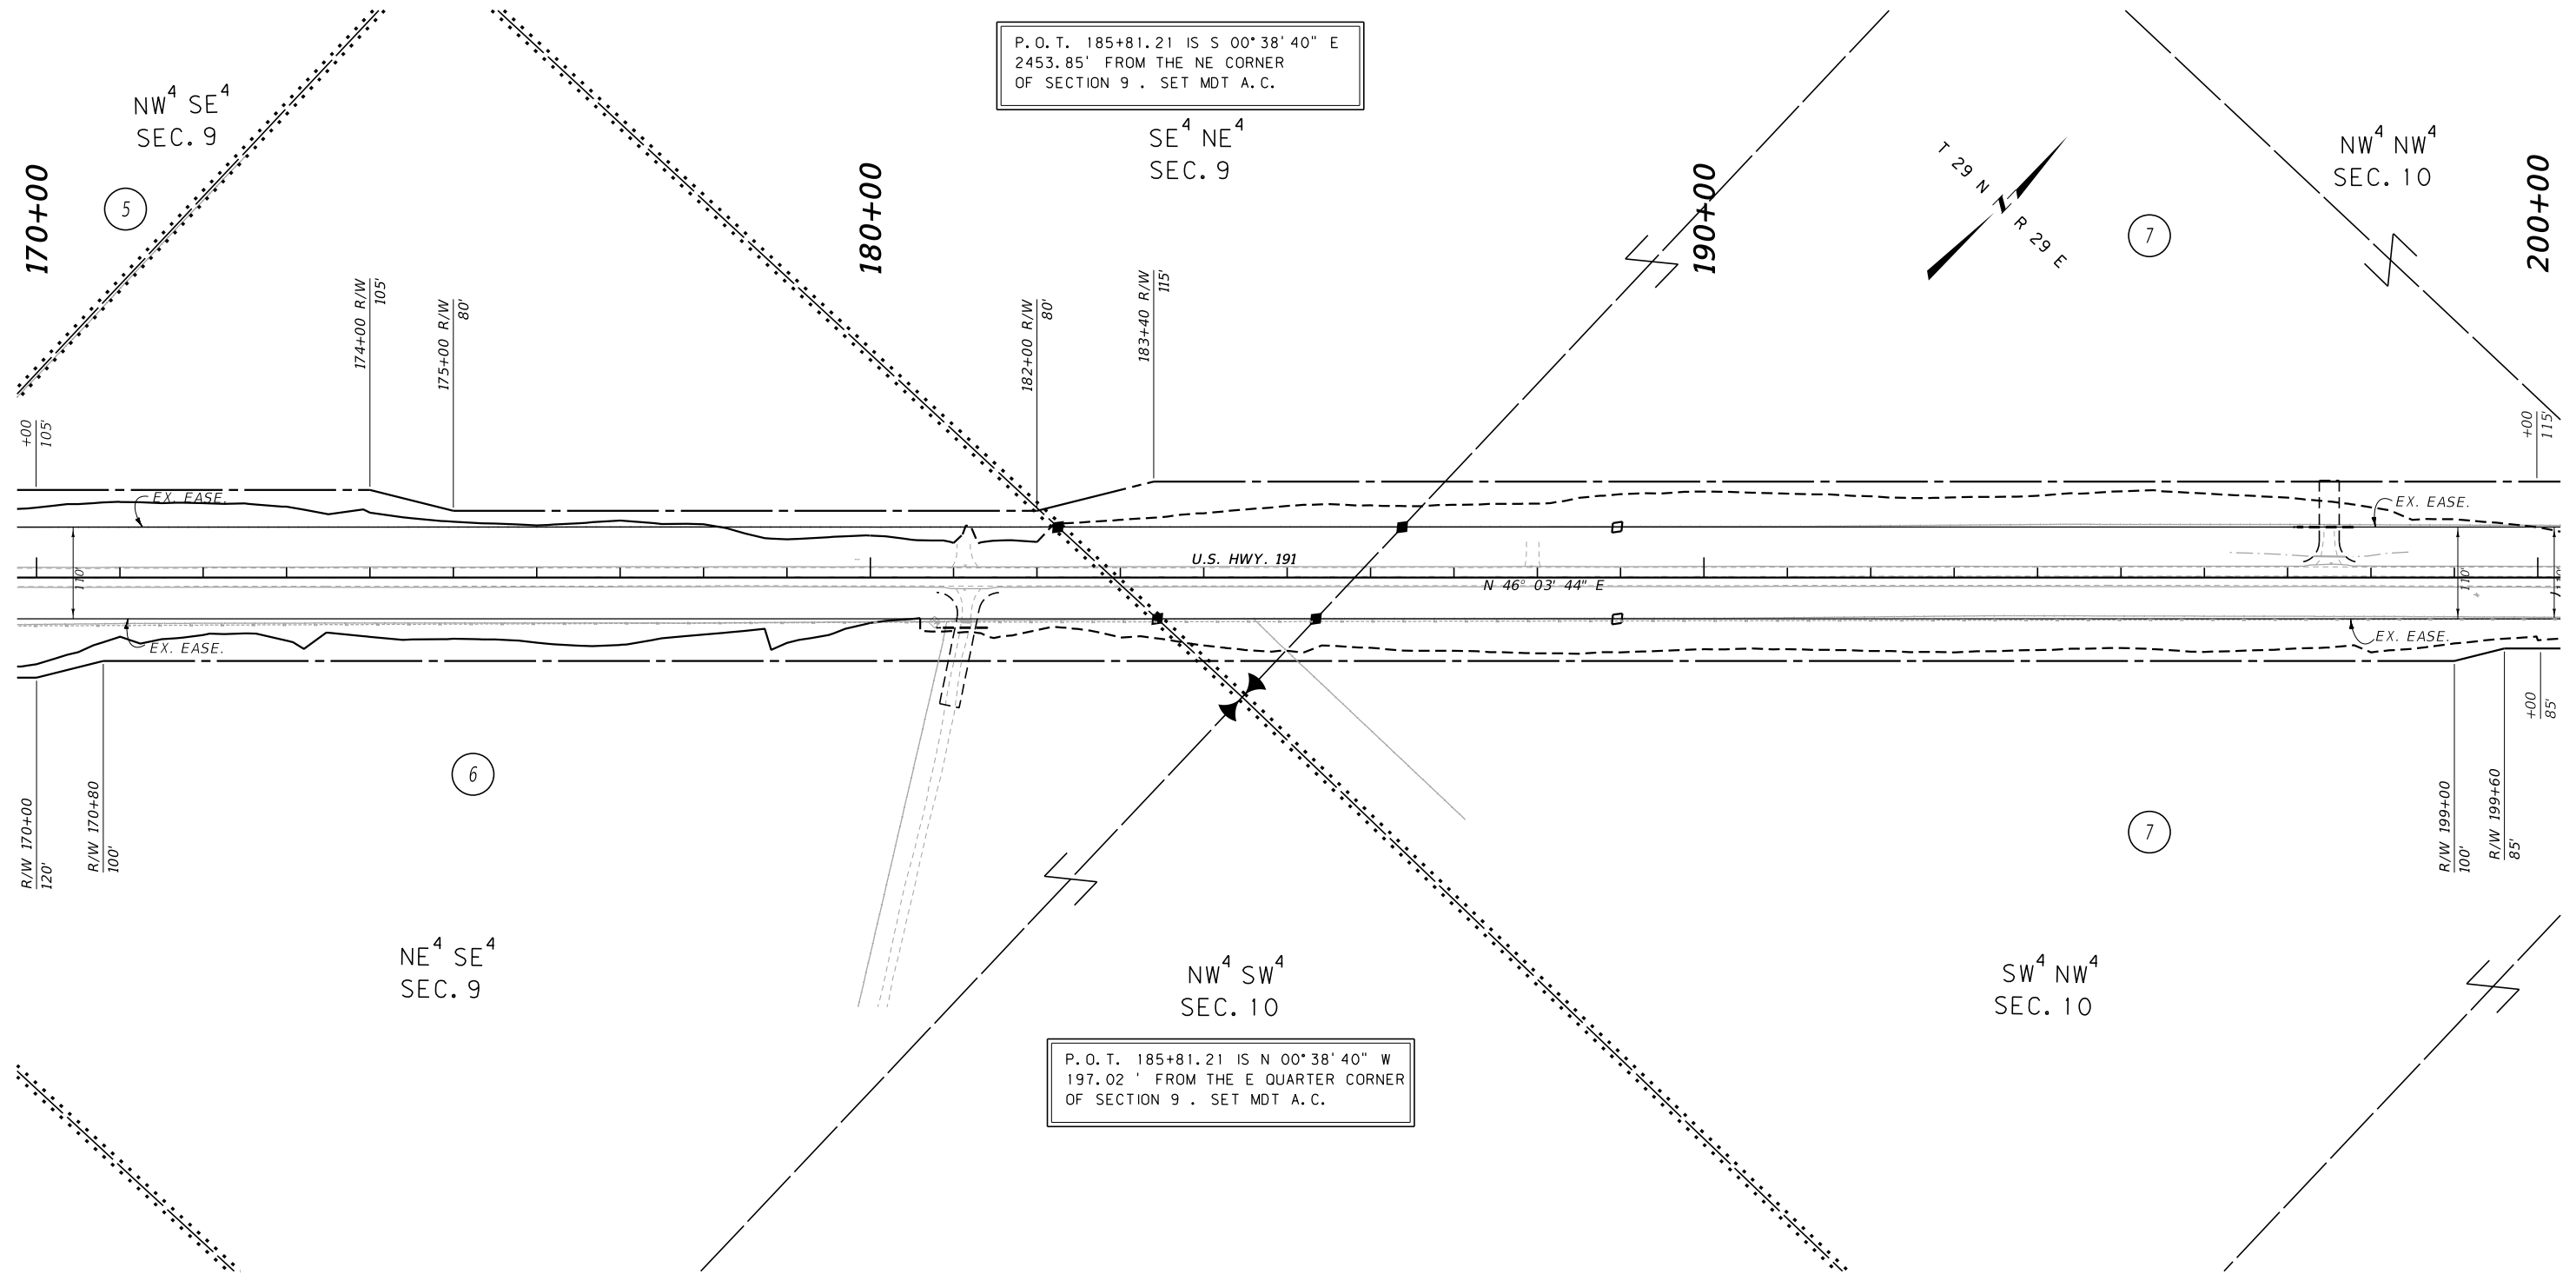 P.O.T. 185+81.21 IS S 00°38'40" E
2453.85' FROM THE NE CORNER
OF SECTION 9 . SET MDT A.C.
NW⁴ SE⁴
SEC. 9
5
SE⁴ NE⁴
SEC. 9
NW⁴ NW⁴
SEC. 10
T 29 N
R 29 E
7
170+00
180+00
190+00
200+00
174+00 R/W
105'
175+00 R/W
80'
182+00 R/W
80'
183+40 R/W
115'
+00
105'
+00
115'
EX. EASE.
EX. EASE.
U.S. HWY. 191
N 46° 03' 44" E
110'
110'
EX. EASE.
EX. EASE.
R/W 170+00
120'
R/W 170+80
100'
R/W 199+00
100'
R/W 199+60
85'
+00
85'
6
7
NE⁴ SE⁴
SEC. 9
NW⁴ SW⁴
SEC. 10
SW⁴ NW⁴
SEC. 10
P.O.T. 185+81.21 IS N 00°38'40" W
197.02 ' FROM THE E QUARTER CORNER
OF SECTION 9 . SET MDT A.C.